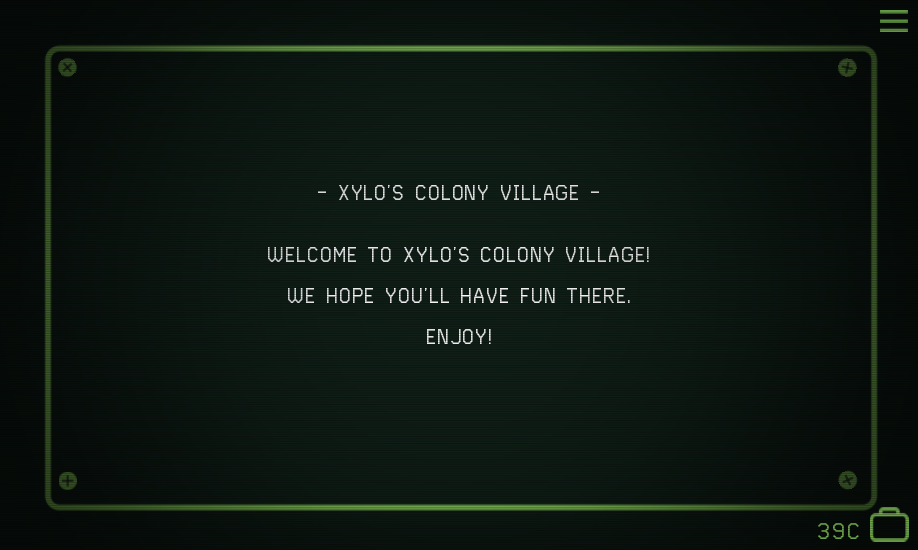 - XYLO'S COLONY VILLAGE -
WELCOME TO XYLO'S COLONY VILLAGE!
WE HOPE YOU'LL HAVE FUN THERE.
ENJOY!
39C